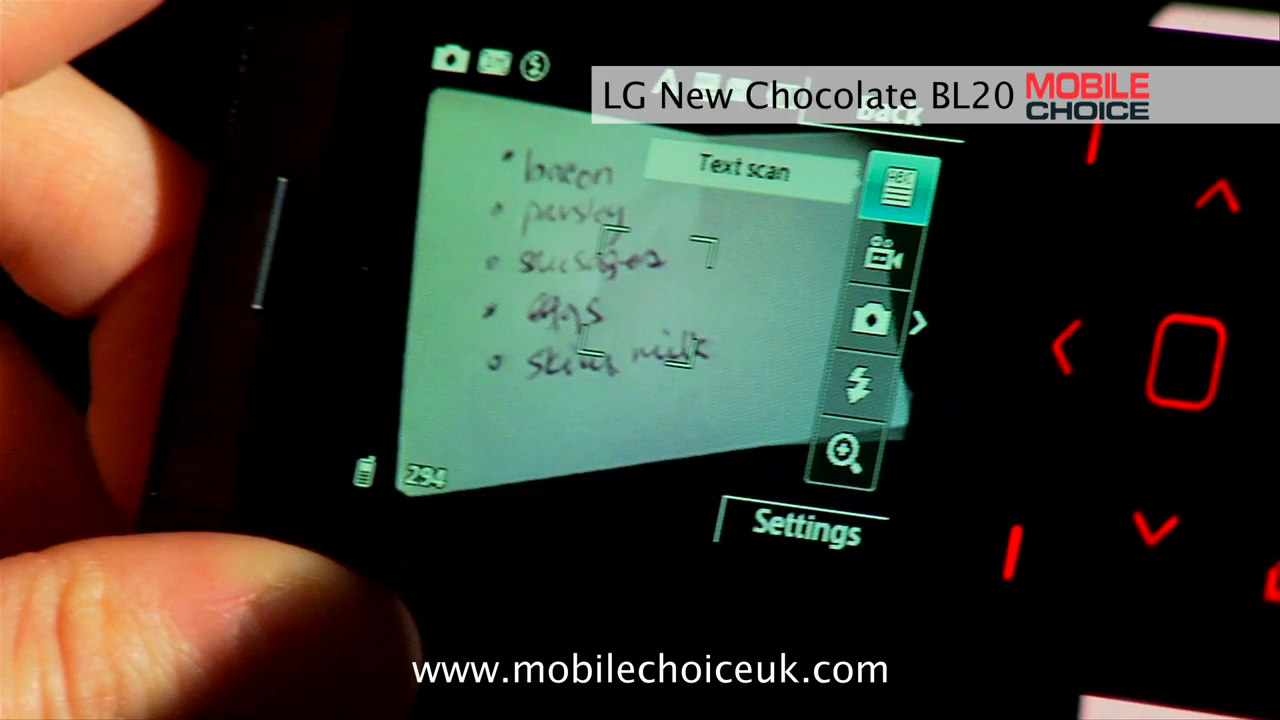 LG New Chocolate BL20 MOBILE CHOICE
Back
Text scan
ABC
• bacon
• parsley
• sausages
• eggs
• skim milk
294
Settings
www.mobilechoiceuk.com